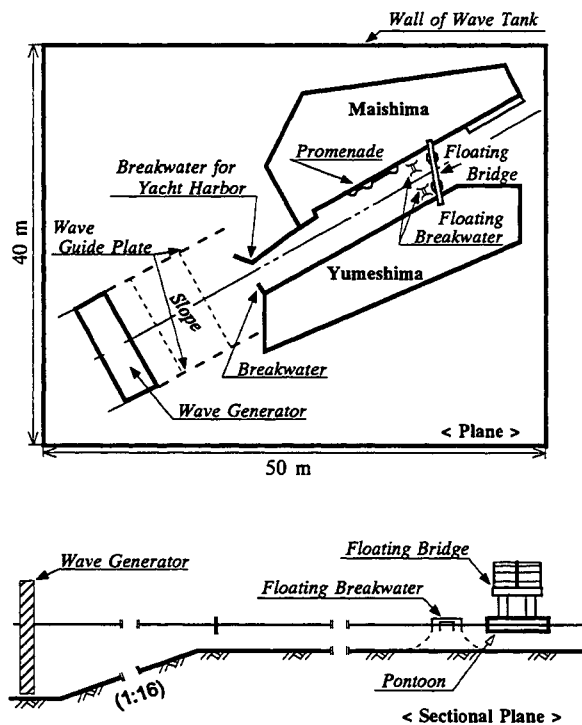 Wall of Wave Tank
Maishima
Promenade
Floating
Bridge
Breakwater for
Yacht Harbor
Wave
Guide Plate
Floating
Breakwater
40 m
Slope
Yumeshima
Breakwater
Wave Generator
< Plane >
50 m
Wave Generator
Floating Bridge
Floating Breakwater
(1:16)
Pontoon
< Sectional Plane >